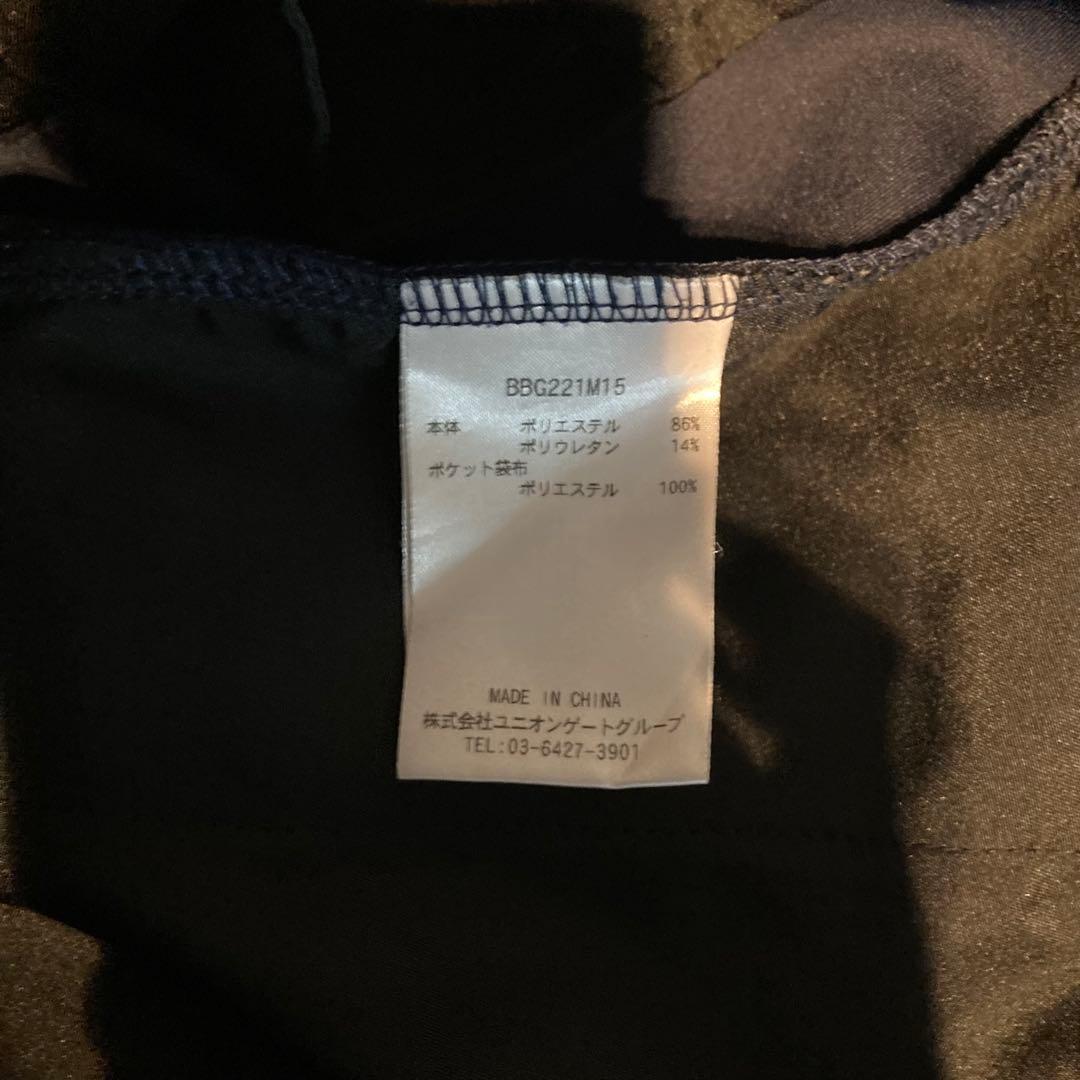 BBG221M15
本体 ポリエステル 86%
ポリウレタン 14%
ポケット袋布
ポリエステル 100%
MADE IN CHINA
株式会社ユニオンゲートグループ
TEL:03-6427-3901